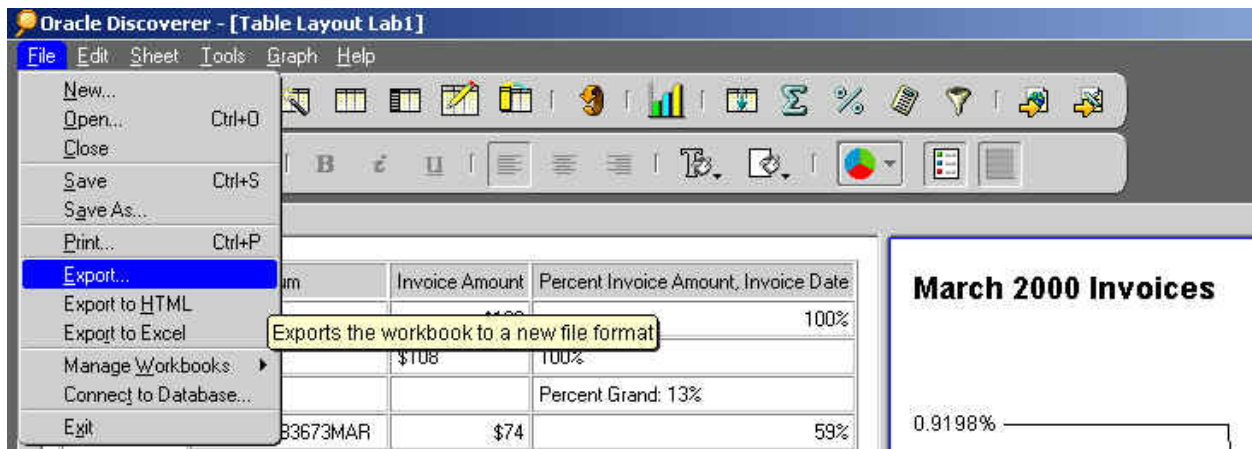 Oracle Discoverer - [Table Layout Lab1]
File Edit Sheet Tools Graph Help
New...
Open... Ctrl+O
Close
Save Ctrl+S
Save As...
Print... Ctrl+P
Export...
Export to HTML
Export to Excel
Manage Workbooks
Connect to Database...
Exit
B i U
Exports the workbook to a new file format
Invoice Amount Percent Invoice Amount, Invoice Date
100%
$108 100%
Percent Grand: 13%
83673MAR $74 59%
March 2000 Invoices
0.9198%